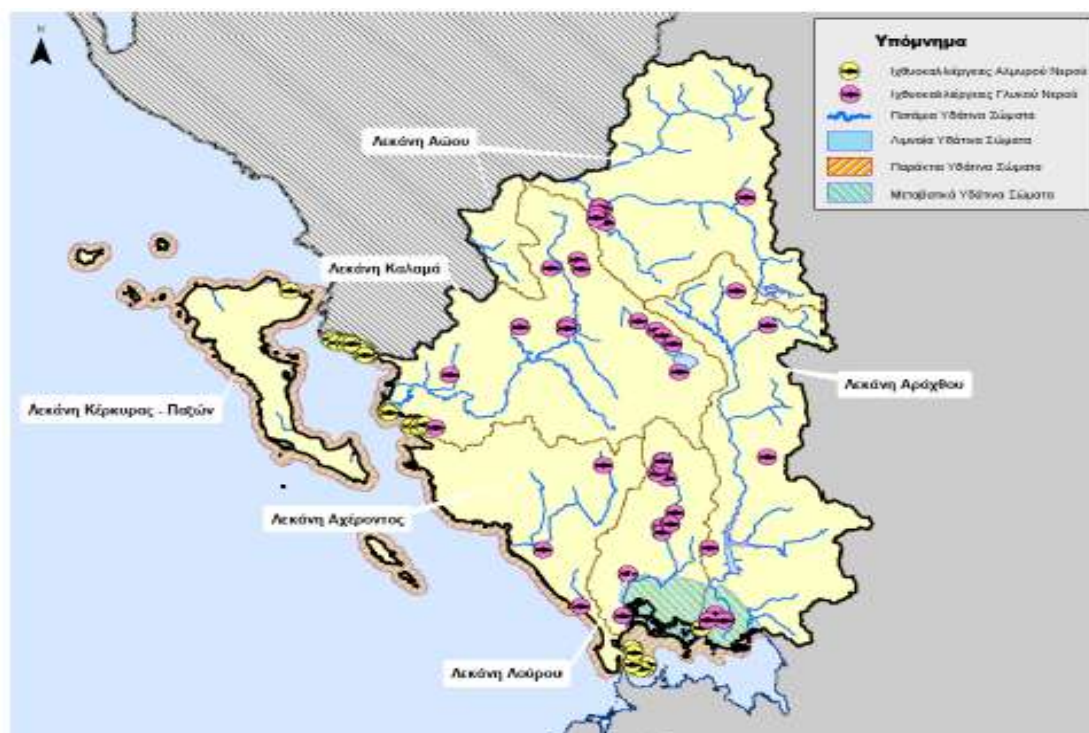 N
Υπόμνημα
Ιχθυοκαλλιέργειες Αλμυρού Νερού
Ιχθυοκαλλιέργειες Γλυκού Νερού
Ποτάμια Υδάτινα Σώματα
Λιμναία Υδάτινα Σώματα
Παράκτια Υδάτινα Σώματα
Μεταβατικά Υδάτινα Σώματα
Λεκάνη Αώου
Λεκάνη Καλαμά
Λεκάνη Αράχθου
Λεκάνη Κέρκυρας - Παξών
Λεκάνη Αχέροντος
Λεκάνη Λούρου